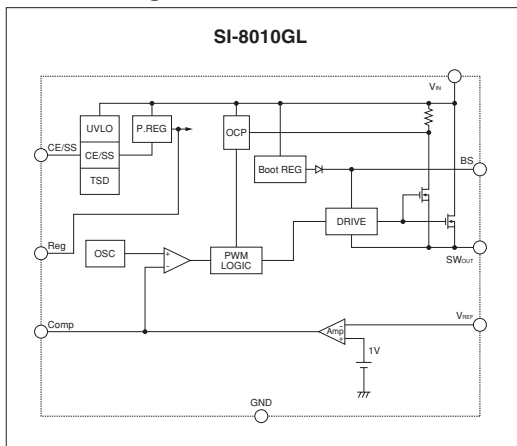 SI-8010GL
VIN
UVLO
P.REG
OCP
CE/SS
CE/SS
TSD
Boot REG
BS
DRIVE
Reg
OSC
+
−
PWM
LOGIC
SWOUT
Comp
Amp
−
+
VREF
1V
GND